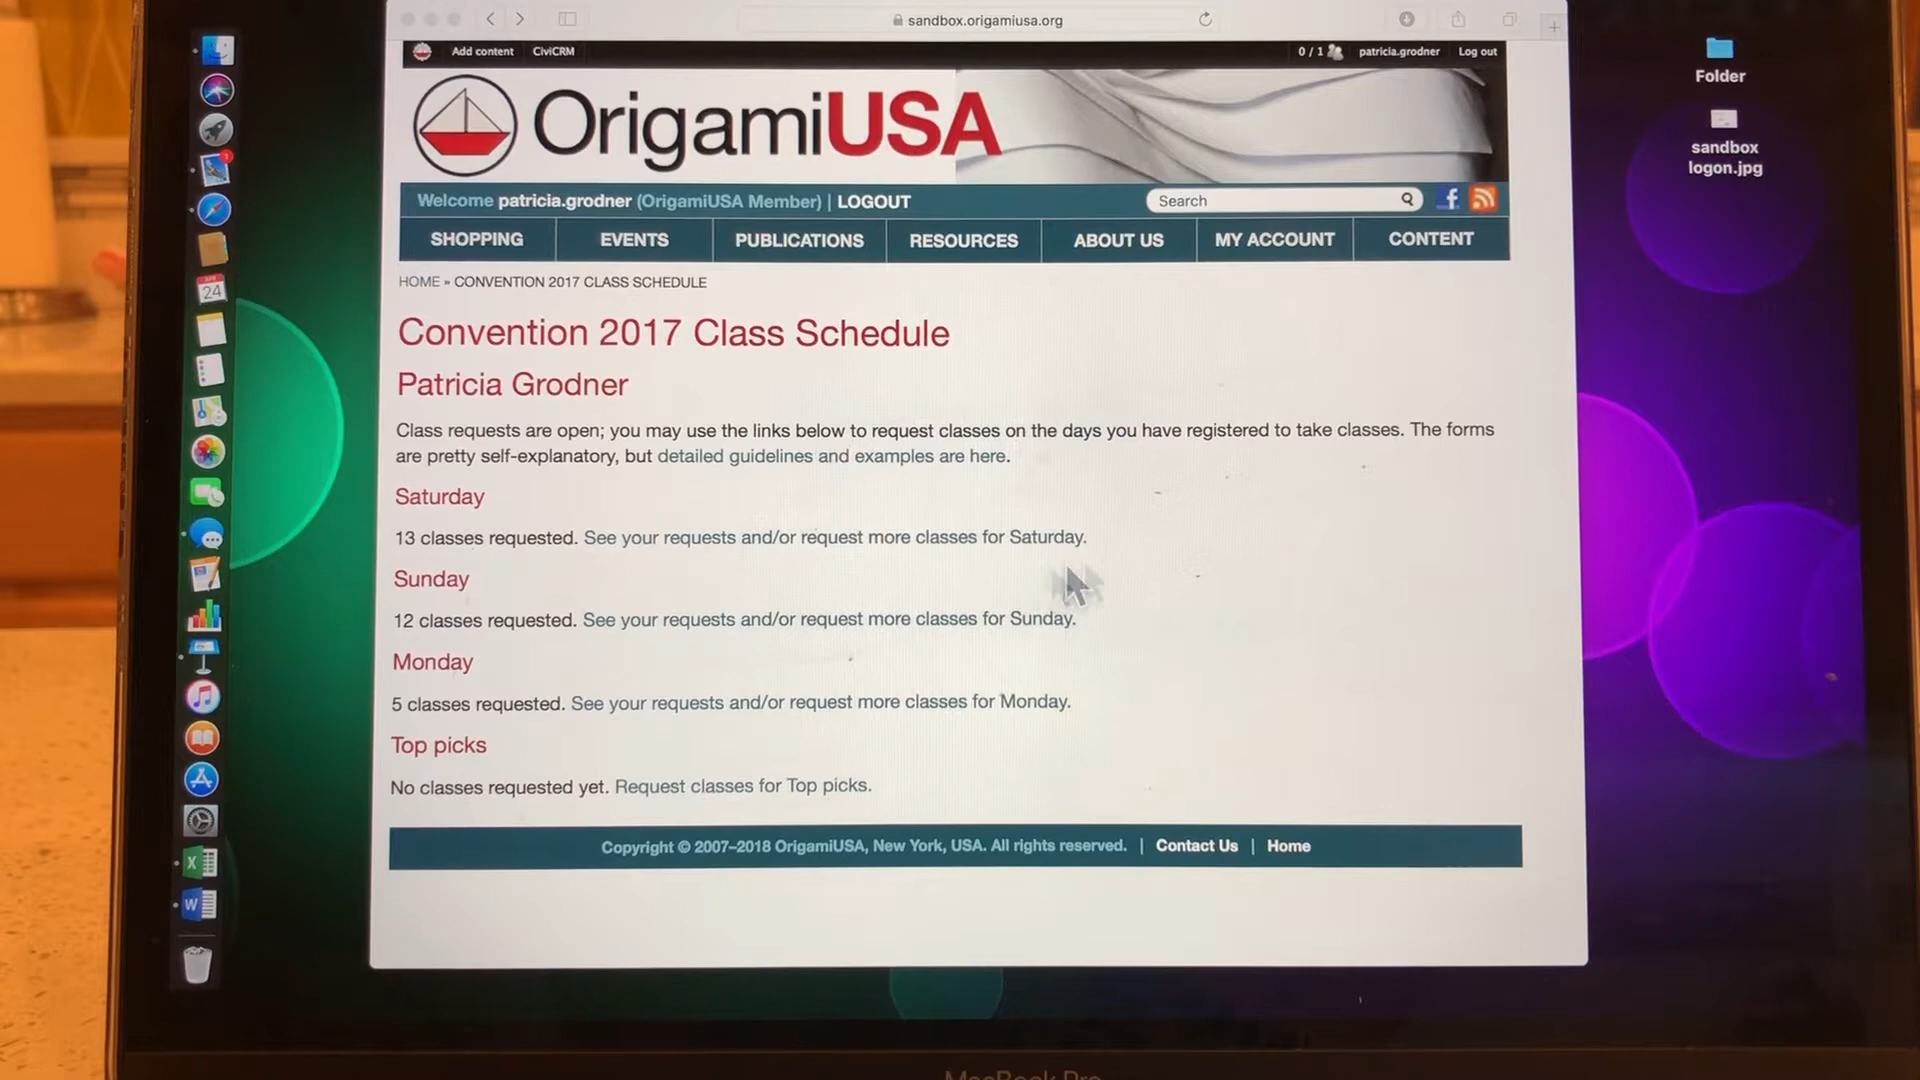 sandbox.origamiusa.org
Add content CiviCRM 0 / 1 patricia.grodner Log out
OrigamiUSA
Welcome patricia.grodner (OrigamiUSA Member) | LOGOUT Search
SHOPPING EVENTS PUBLICATIONS RESOURCES ABOUT US MY ACCOUNT CONTENT
HOME » CONVENTION 2017 CLASS SCHEDULE
Convention 2017 Class Schedule
Patricia Grodner
Class requests are open; you may use the links below to request classes on the days you have registered to take classes. The forms
are pretty self-explanatory, but detailed guidelines and examples are here.
Saturday
13 classes requested. See your requests and/or request more classes for Saturday.
Sunday
12 classes requested. See your requests and/or request more classes for Sunday.
Monday
5 classes requested. See your requests and/or request more classes for Monday.
Top picks
No classes requested yet. Request classes for Top picks.
Copyright © 2007–2018 OrigamiUSA, New York, USA. All rights reserved. | Contact Us | Home
Folder
sandbox
logon.jpg
24
MacBook Pro